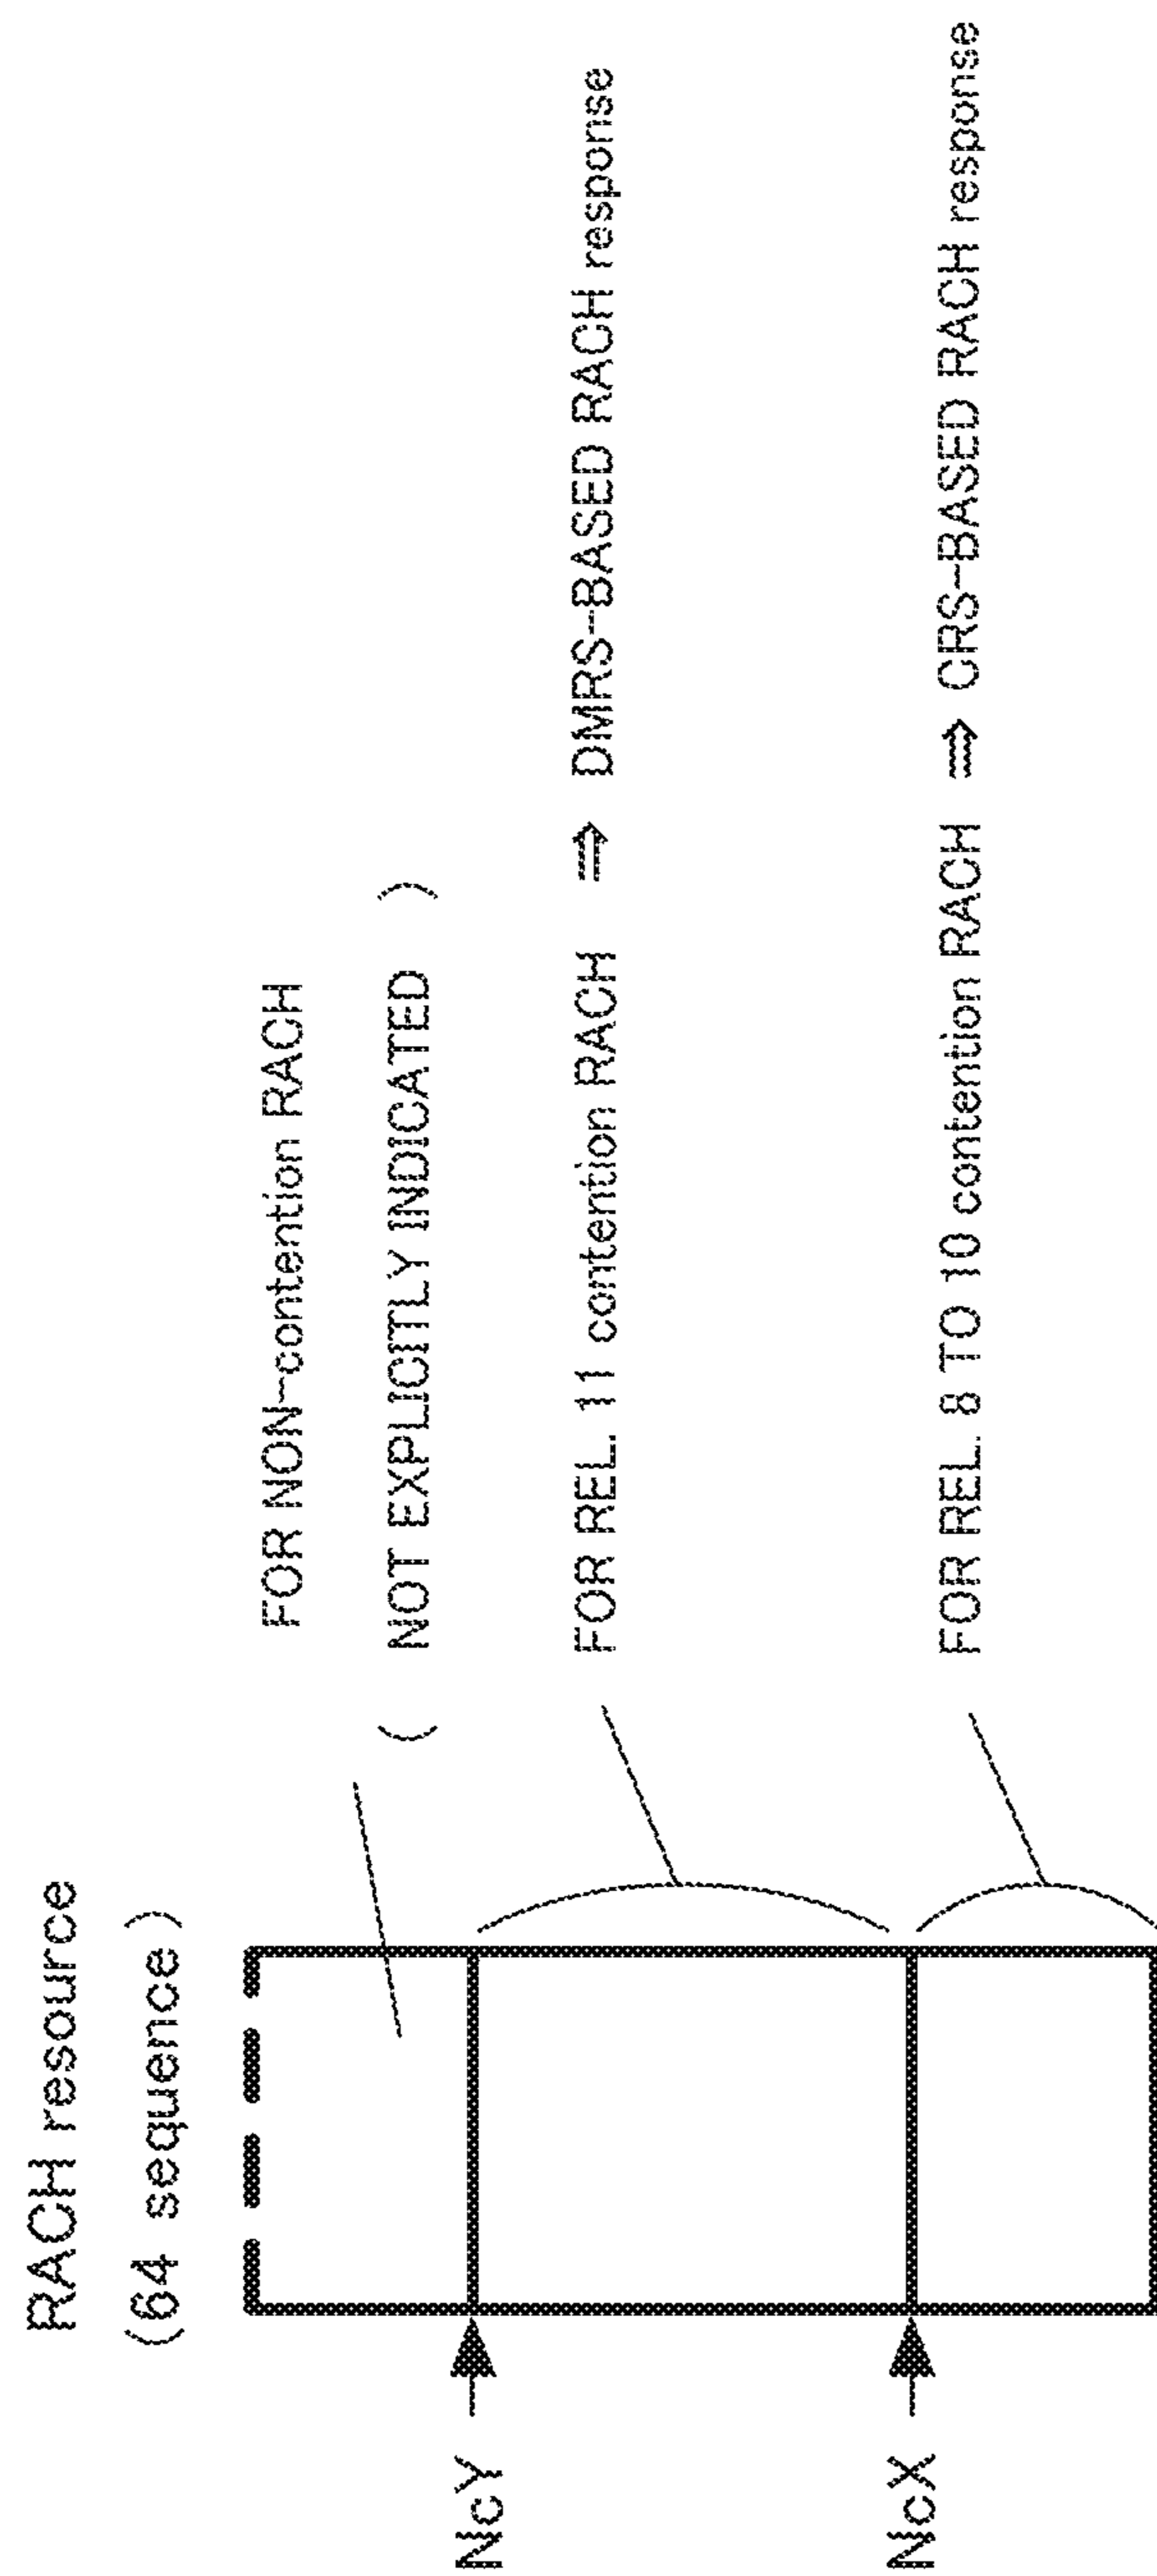 RACH resource
(64 sequence)
FOR NON-contention RACH
( NOT EXPLICITLY INDICATED )
NcY
FOR REL. 11 contention RACH ⇒ DMRS-BASED RACH response
NcX
FOR REL. 8 TO 10 contention RACH ⇒ CRS-BASED RACH response